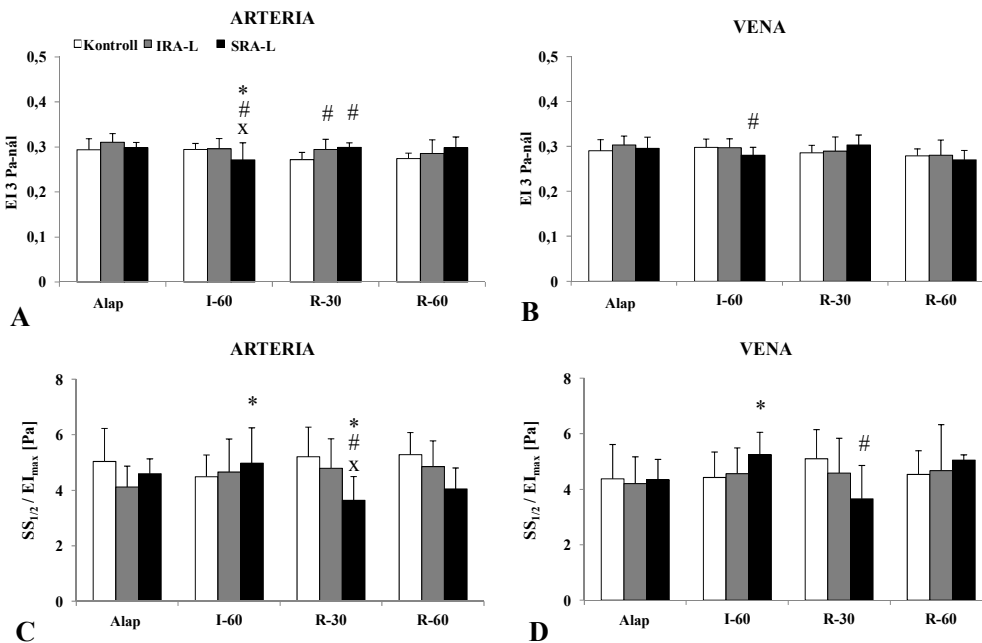 ARTERIA
Kontroll IRA-L SRA-L
EI 3 Pa-nál
0,5
0,4
0,3
0,2
0,1
0
*
#
x
# #
Alap I-60 R-30 R-60
A
VENA
EI 3 Pa-nál
0,5
0,4
0,3
0,2
0,1
0
#
Alap I-60 R-30 R-60
B
ARTERIA
SS1/2 / EImax [Pa]
8
6
4
2
0
*
*
#
x
Alap I-60 R-30 R-60
C
VENA
SS1/2 / EImax [Pa]
8
6
4
2
0
*
#
Alap I-60 R-30 R-60
D